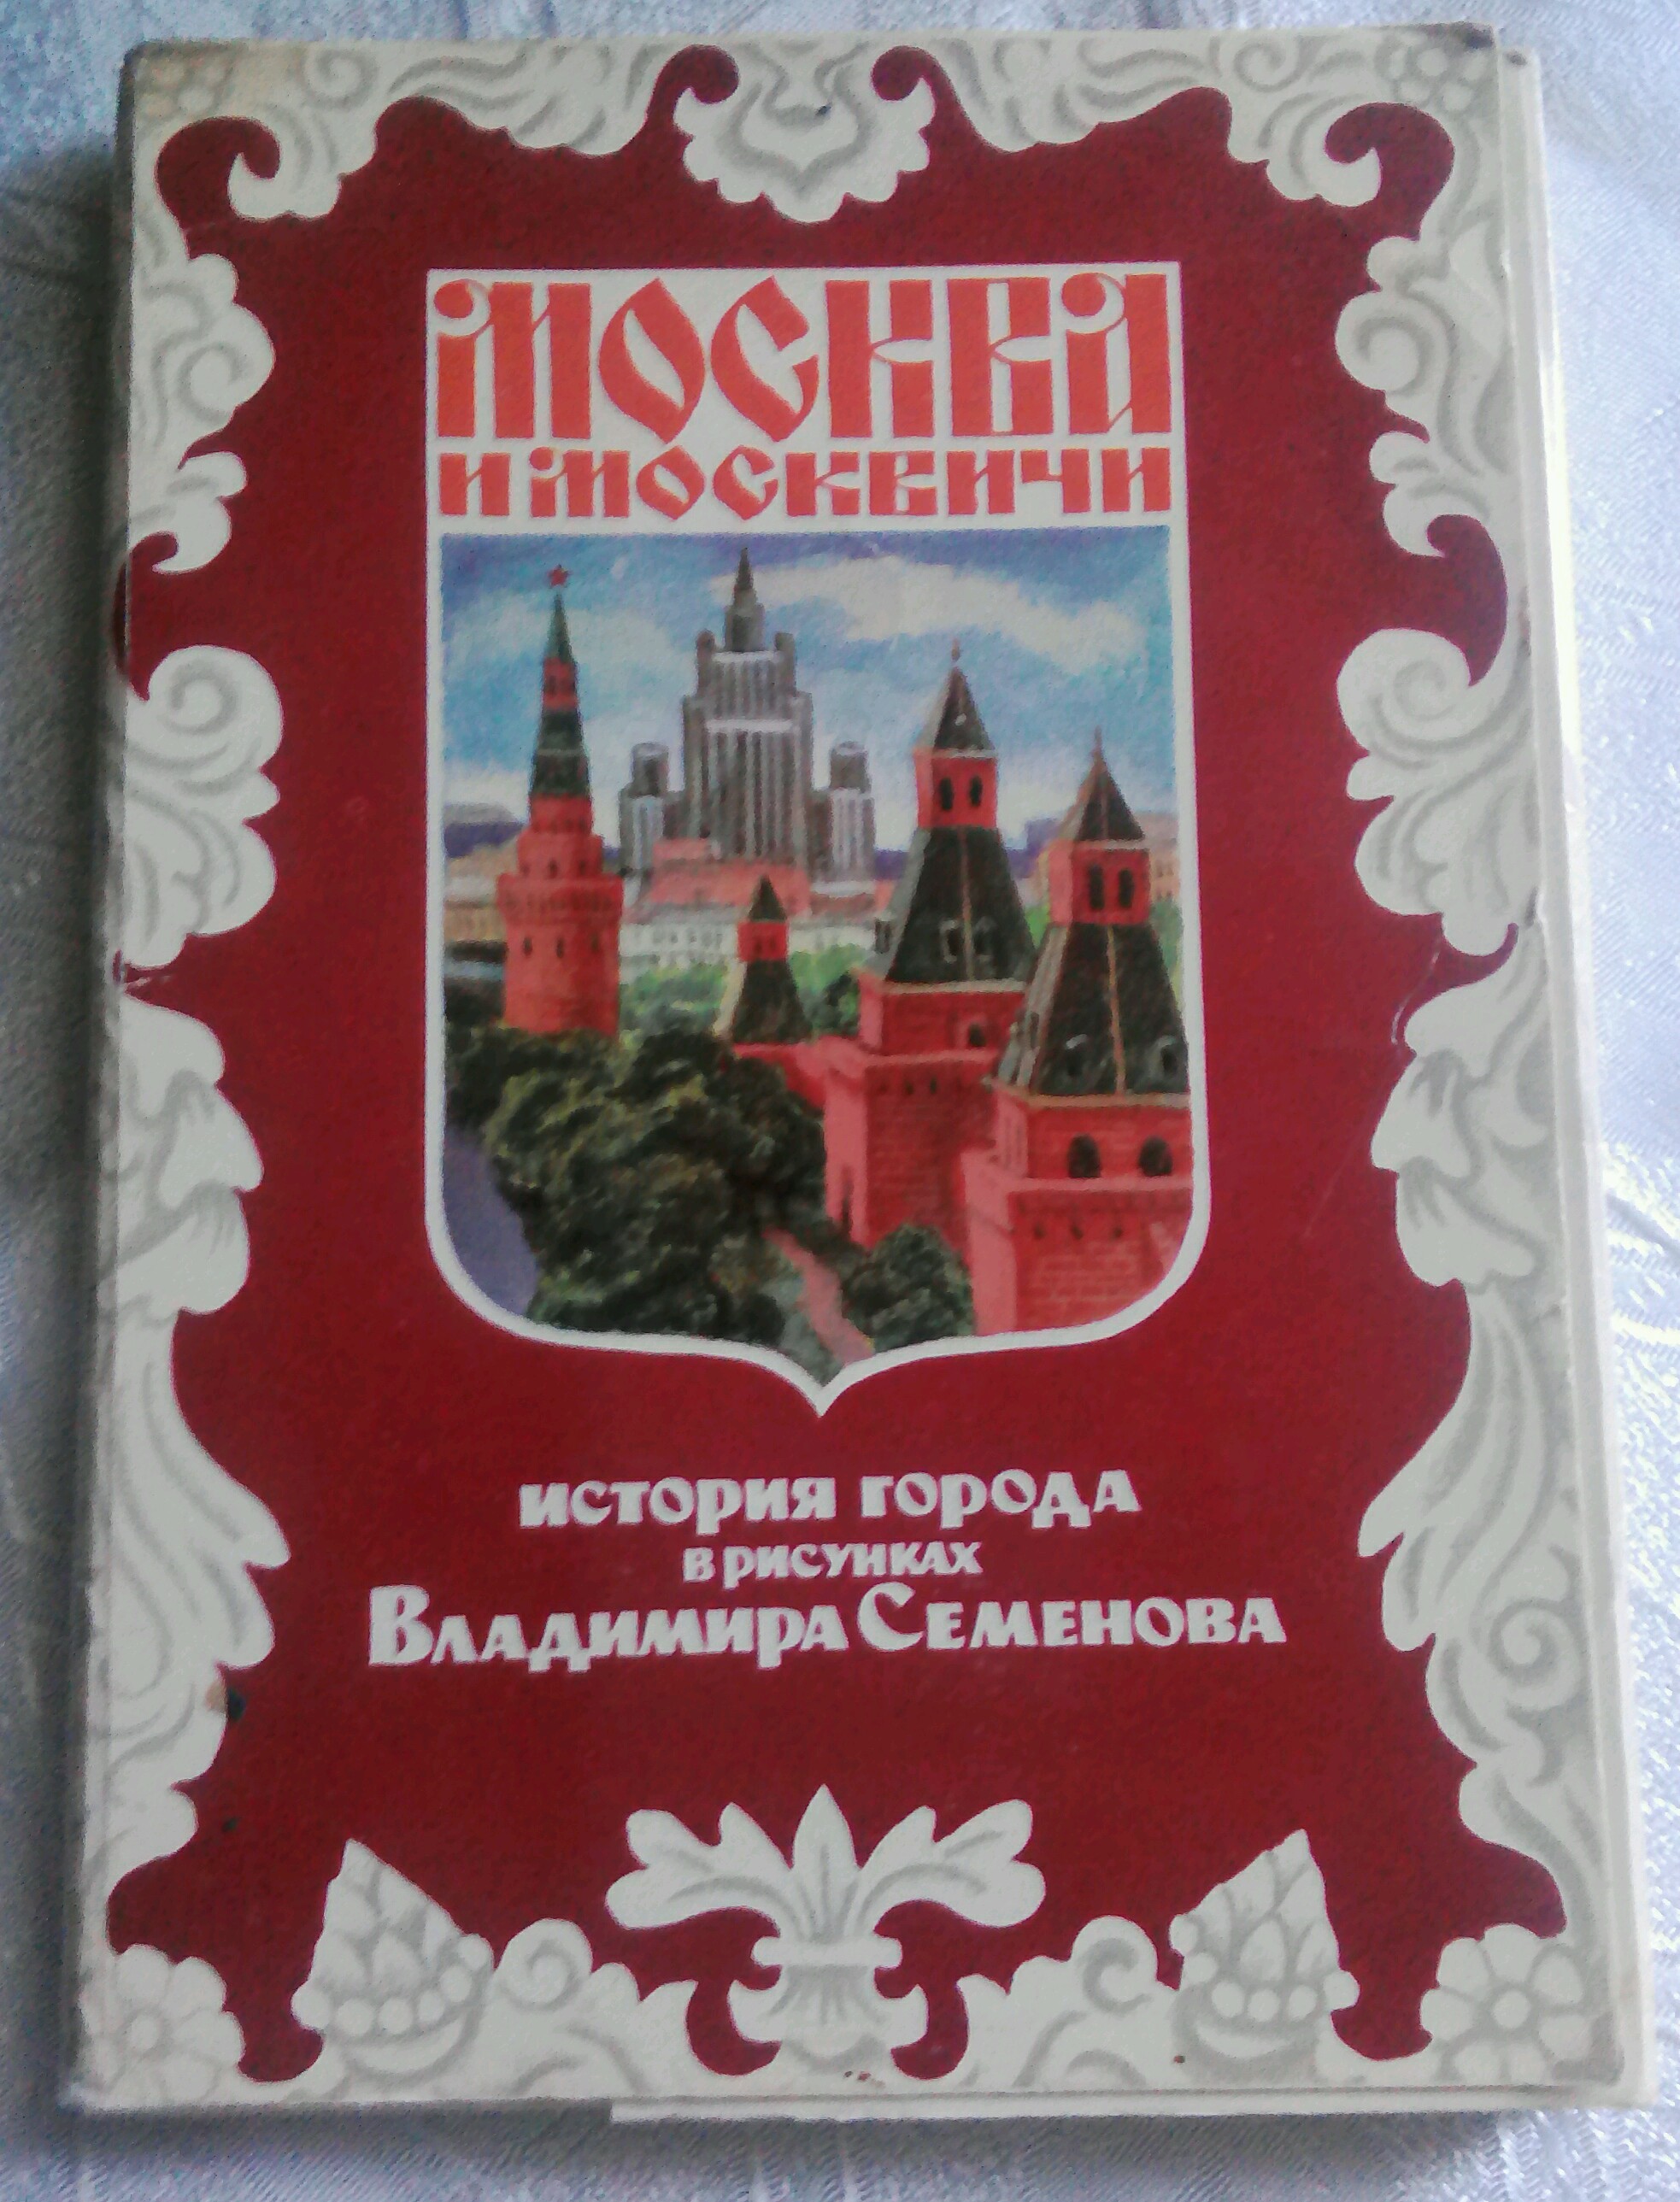 МОСКВА
И МОСКВИЧИ
ИСТОРИЯ ГОРОДА
В РИСУНКАХ
ВЛАДИМИРА СЕМЕНОВА